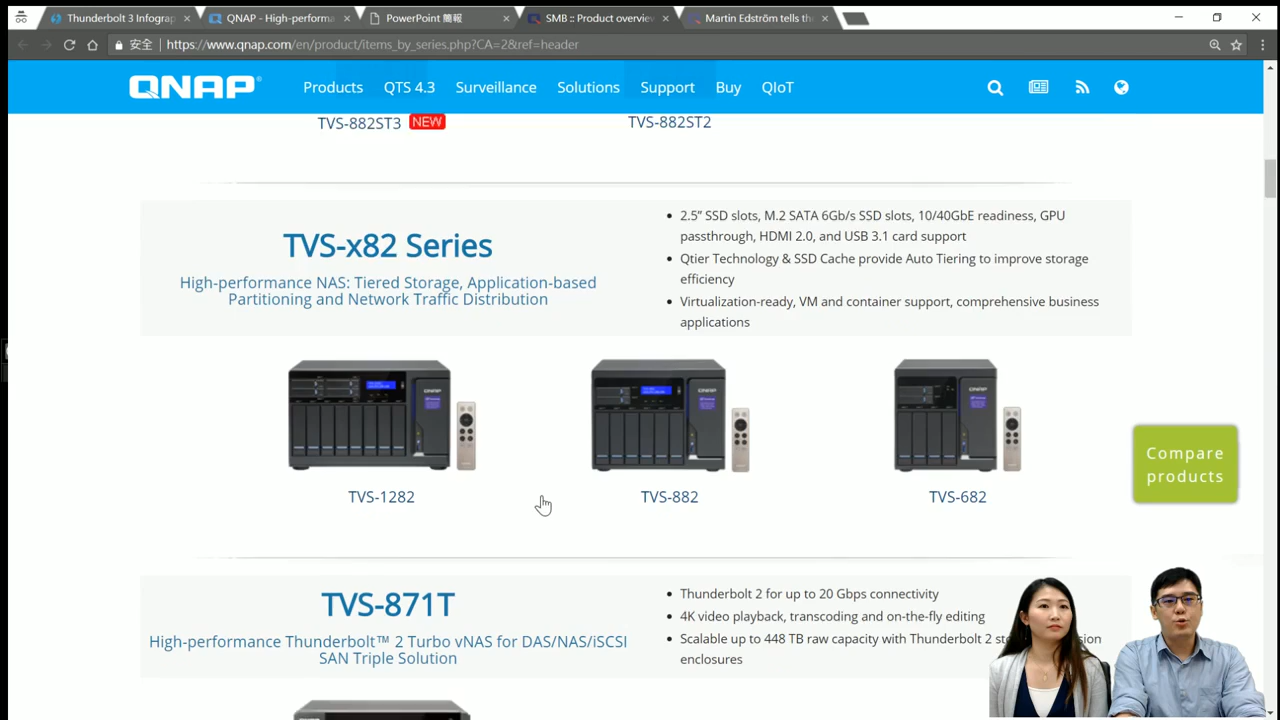 Thunderbolt 3 Infograp
QNAP - High-performa
PowerPoint 簡報
SMB :: Product overview
Martin Edström tells th
安全
https://www.qnap.com/en/product/items_by_series.php?CA=2&ref=header
QNAP
Products
QTS 4.3
Surveillance
Solutions
Support
Buy
QIoT
TVS-882ST3 NEW
TVS-882ST2
TVS-x82 Series
High-performance NAS: Tiered Storage, Application-based
Partitioning and Network Traffic Distribution
2.5” SSD slots, M.2 SATA 6Gb/s SSD slots, 10/40GbE readiness, GPU
passthrough, HDMI 2.0, and USB 3.1 card support
Qtier Technology & SSD Cache provide Auto Tiering to improve storage
efficiency
Virtualization-ready, VM and container support, comprehensive business
applications
TVS-1282
TVS-882
TVS-682
Compare
products
TVS-871T
High-performance Thunderbolt™ 2 Turbo vNAS for DAS/NAS/iSCSI
SAN Triple Solution
Thunderbolt 2 for up to 20 Gbps connectivity
4K video playback, transcoding and on-the-fly editing
Scalable up to 448 TB raw capacity with Thunderbolt 2
enclosures